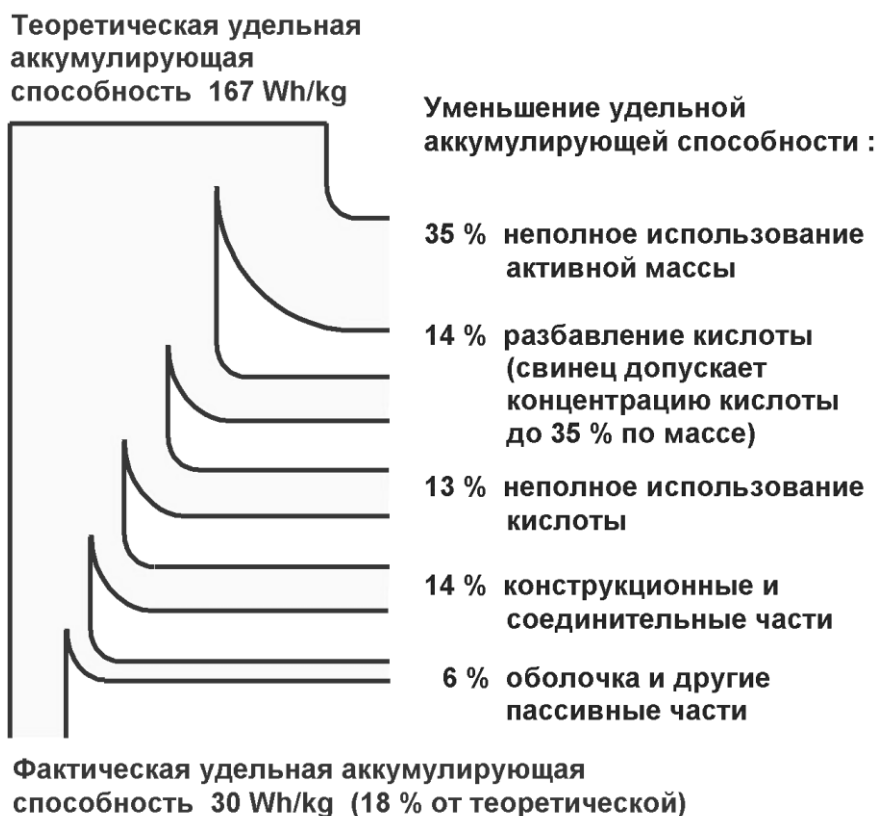 Теоретическая удельная
аккумулирующая
способность 167 Wh/kg
Уменьшение удельной
аккумулирующей способности :
35 % неполное использование
активной массы
14 % разбавление кислоты
(свинец допускает
концентрацию кислоты
до 35 % по массе)
13 % неполное использование
кислоты
14 % конструкционные и
соединительные части
6 % оболочка и другие
пассивные части
Фактическая удельная аккумулирующая
способность 30 Wh/kg (18 % от теоретической)